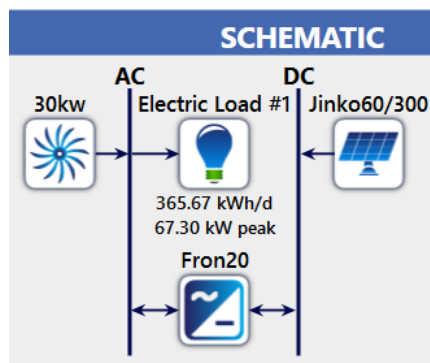 SCHEMATIC
AC DC
30kw Electric Load #1 Jinko60/300
365.67 kWh/d
67.30 kW peak
Fron20